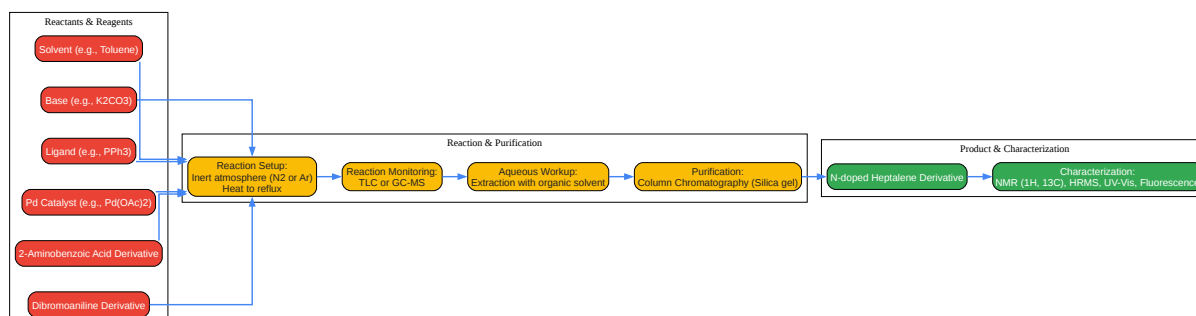 Reactants & Reagents
Solvent (e.g., Toluene)
Base (e.g., K2CO3)
Ligand (e.g., PPh3)
Pd Catalyst (e.g., Pd(OAc)2)
2-Aminobenzoic Acid Derivative
Dibromoaniline Derivative
Reaction & Purification
Reaction Setup:
Inert atmosphere (N2 or Ar)
Heat to reflux
Reaction Monitoring:
TLC or GC-MS
Aqueous Workup:
Extraction with organic solvent
Purification:
Column Chromatography (Silica gel)
Product & Characterization
N-doped Heptalene Derivative
Characterization:
NMR (1H, 13C), HRMS, UV-Vis, Fluorescence